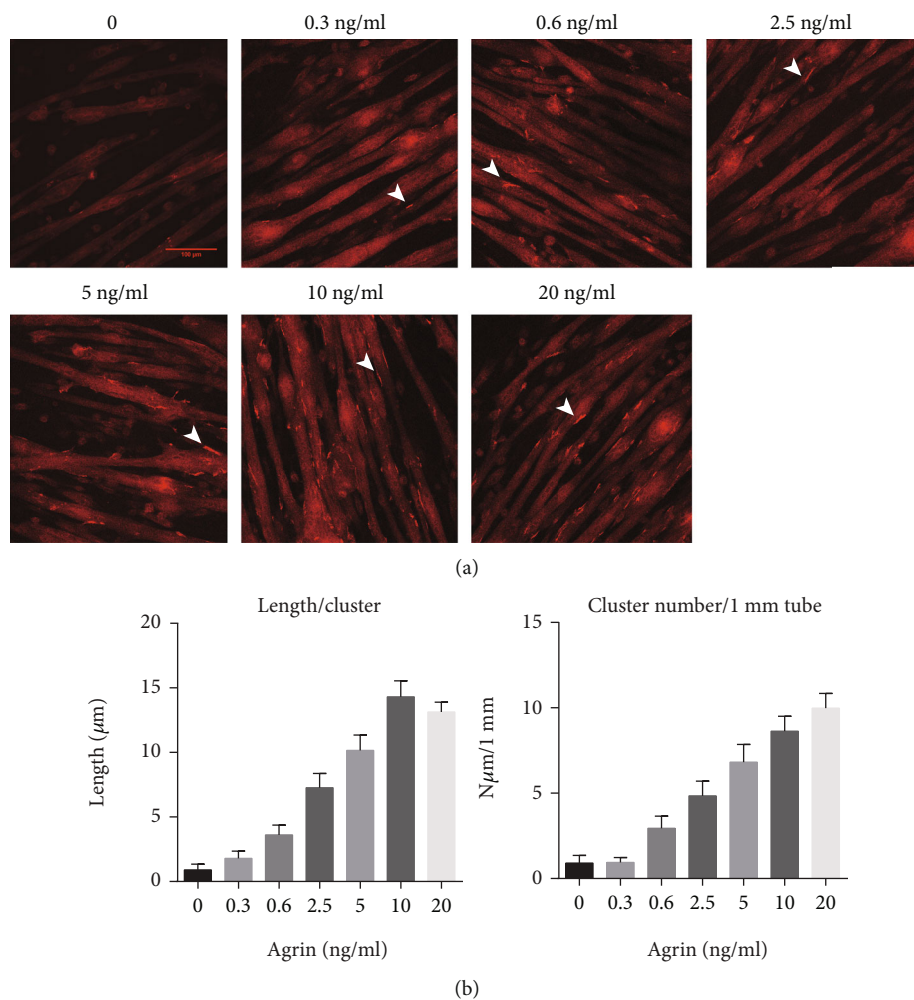 0 0.3 ng/ml 0.6 ng/ml 2.5 ng/ml
100 μm
5 ng/ml 10 ng/ml 20 ng/ml
(a)
Length/cluster
20
15
10
5
0
Length (μm)
0 0.3 0.6 2.5 5 10 20
Agrin (ng/ml)
Cluster number/1 mm tube
15
10
5
0
Nμm/1 mm
0 0.3 0.6 2.5 5 10 20
Agrin (ng/ml)
(b)